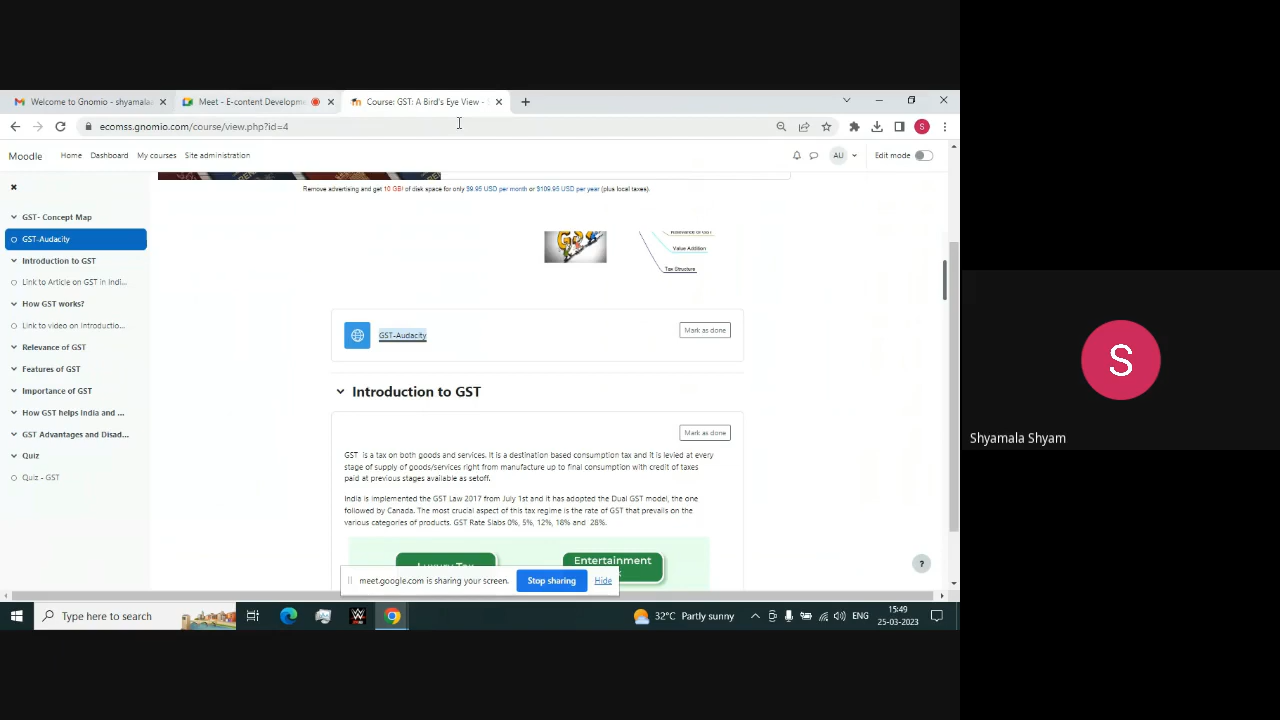 Welcome to Gnomio - shyamala
Meet - E-content Developm
Course: GST: A Bird's Eye View -
ecomss.gnomio.com/course/view.php?id=4
S
Moodle
Home
Dashboard
My courses
Site administration
AU
Edit mode
Remove advertising and get 10 GB! of disk space for only 39.95 USD per month or $109.95 USD per year (plus local taxes).
GST- Concept Map
GST-Audacity
Introduction to GST
Link to Article on GST in Indi...
How GST works?
Link to video on Introductio...
Relevance of GST
Features of GST
Importance of GST
How GST helps India and ...
GST Advantages and Disad...
Quiz
Quiz - GST
Value Addition
Tax Structure
GST-Audacity
Mark as done
Introduction to GST
Mark as done
GST is a tax on both goods and services. It is a destination based consumption tax and it is levied at every
stage of supply of goods/services right from manufacture up to final consumption with credit of taxes
paid at previous stages available as setoff.
India is implemented the GST Law 2017 from July 1st and it has adopted the Dual GST model, the one
followed by Canada. The most crucial aspect of this tax regime is the rate of GST that prevails on the
various categories of products. GST Rate Slabs 0%, 5%, 12%, 18% and 28%.
Luxury Tax
Entertainment
meet.google.com is sharing your screen.
Stop sharing
Hide
?
Type here to search
32°C Partly sunny
ENG
15:49
25-03-2023
S
Shyamala Shyam